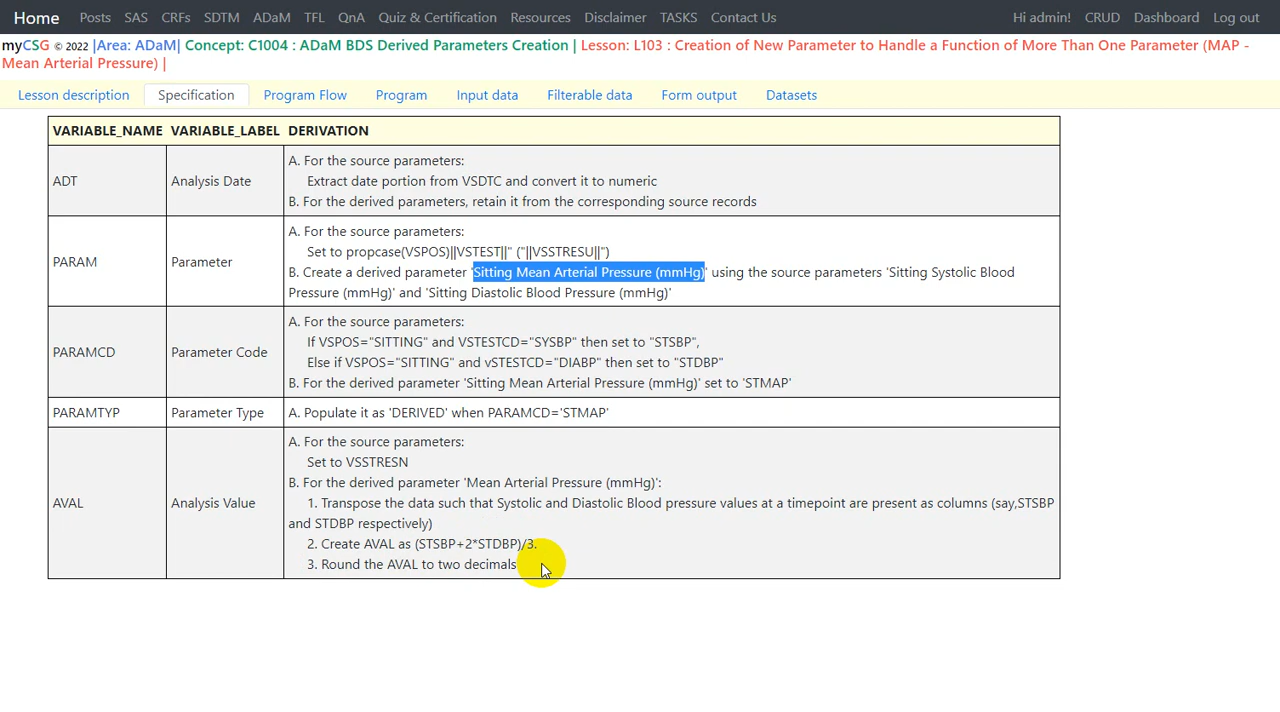 Home Posts SAS CRFs SDTM ADaM TFL QnA Quiz & Certification Resources Disclaimer TASKS Contact Us Hi admin! CRUD Dashboard Log out
myCSG © 2022 |Area: ADaM| Concept: C1004 : ADaM BDS Derived Parameters Creation | Lesson: L103 : Creation of New Parameter to Handle a Function of More Than One Parameter (MAP -
Mean Arterial Pressure) |
Lesson description Specification Program Flow Program Input data Filterable data Form output Datasets
VARIABLE_NAME VARIABLE_LABEL DERIVATION
A. For the source parameters:
ADT Analysis Date Extract date portion from VSDTC and convert it to numeric
B. For the derived parameters, retain it from the corresponding source records
A. For the source parameters:
Set to propcase(VSPOS)||VSTEST||" ("||VSSTRESU||")
PARAM Parameter
B. Create a derived parameter 'Sitting Mean Arterial Pressure (mmHg)' using the source parameters 'Sitting Systolic Blood
Pressure (mmHg)' and 'Sitting Diastolic Blood Pressure (mmHg)'
A. For the source parameters:
If VSPOS="SITTING" and VSTESTCD="SYSBP" then set to "STSBP",
PARAMCD Parameter Code
Else if VSPOS="SITTING" and vSTESTCD="DIABP" then set to "STDBP"
B. For the derived parameter 'Sitting Mean Arterial Pressure (mmHg)' set to 'STMAP'
PARAMTYP Parameter Type A. Populate it as 'DERIVED' when PARAMCD='STMAP'
A. For the source parameters:
Set to VSSTRESN
B. For the derived parameter 'Mean Arterial Pressure (mmHg)':
AVAL Analysis Value 1. Transpose the data such that Systolic and Diastolic Blood pressure values at a timepoint are present as columns (say,STSBP
and STDBP respectively)
2. Create AVAL as (STSBP+2*STDBP)/3.
3. Round the AVAL to two decimals